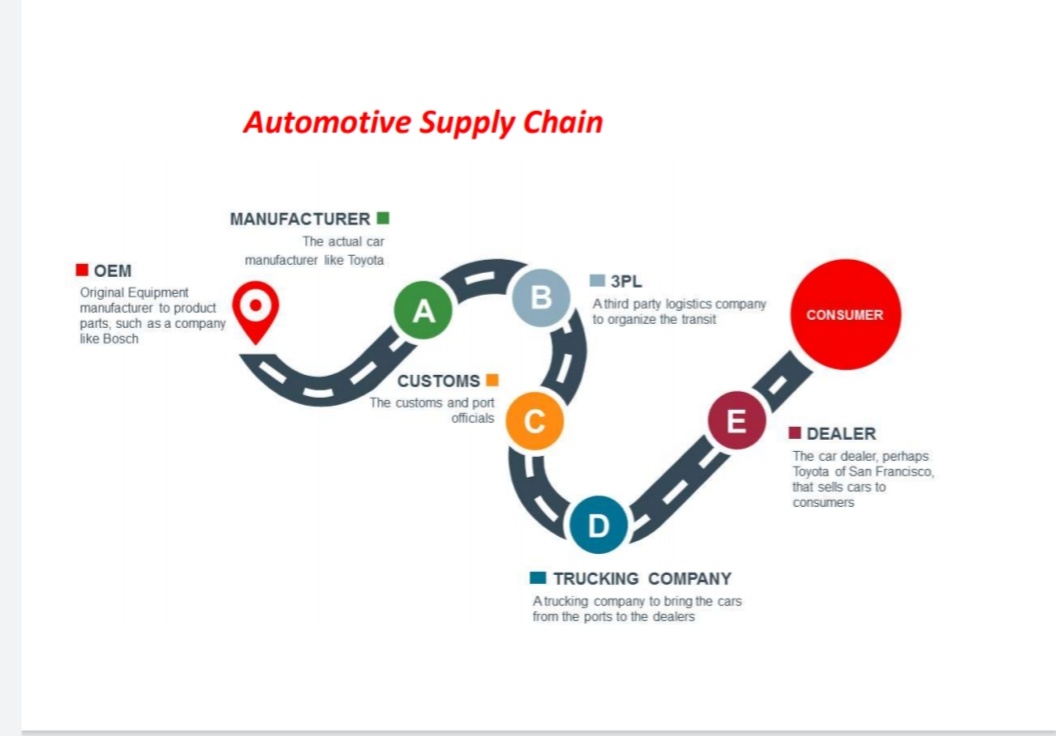 Automotive Supply Chain
MANUFACTURER
The actual car
manufacturer like Toyota
OEM
Original Equipment
manufacturer to product
parts, such as a company
like Bosch
A
B
3PL
A third party logistics company
to organize the transit
CONSUMER
CUSTOMS
The customs and port
officials
C
E
DEALER
The car dealer, perhaps
Toyota of San Francisco,
that sells cars to
consumers
D
TRUCKING COMPANY
A trucking company to bring the cars
from the ports to the dealers